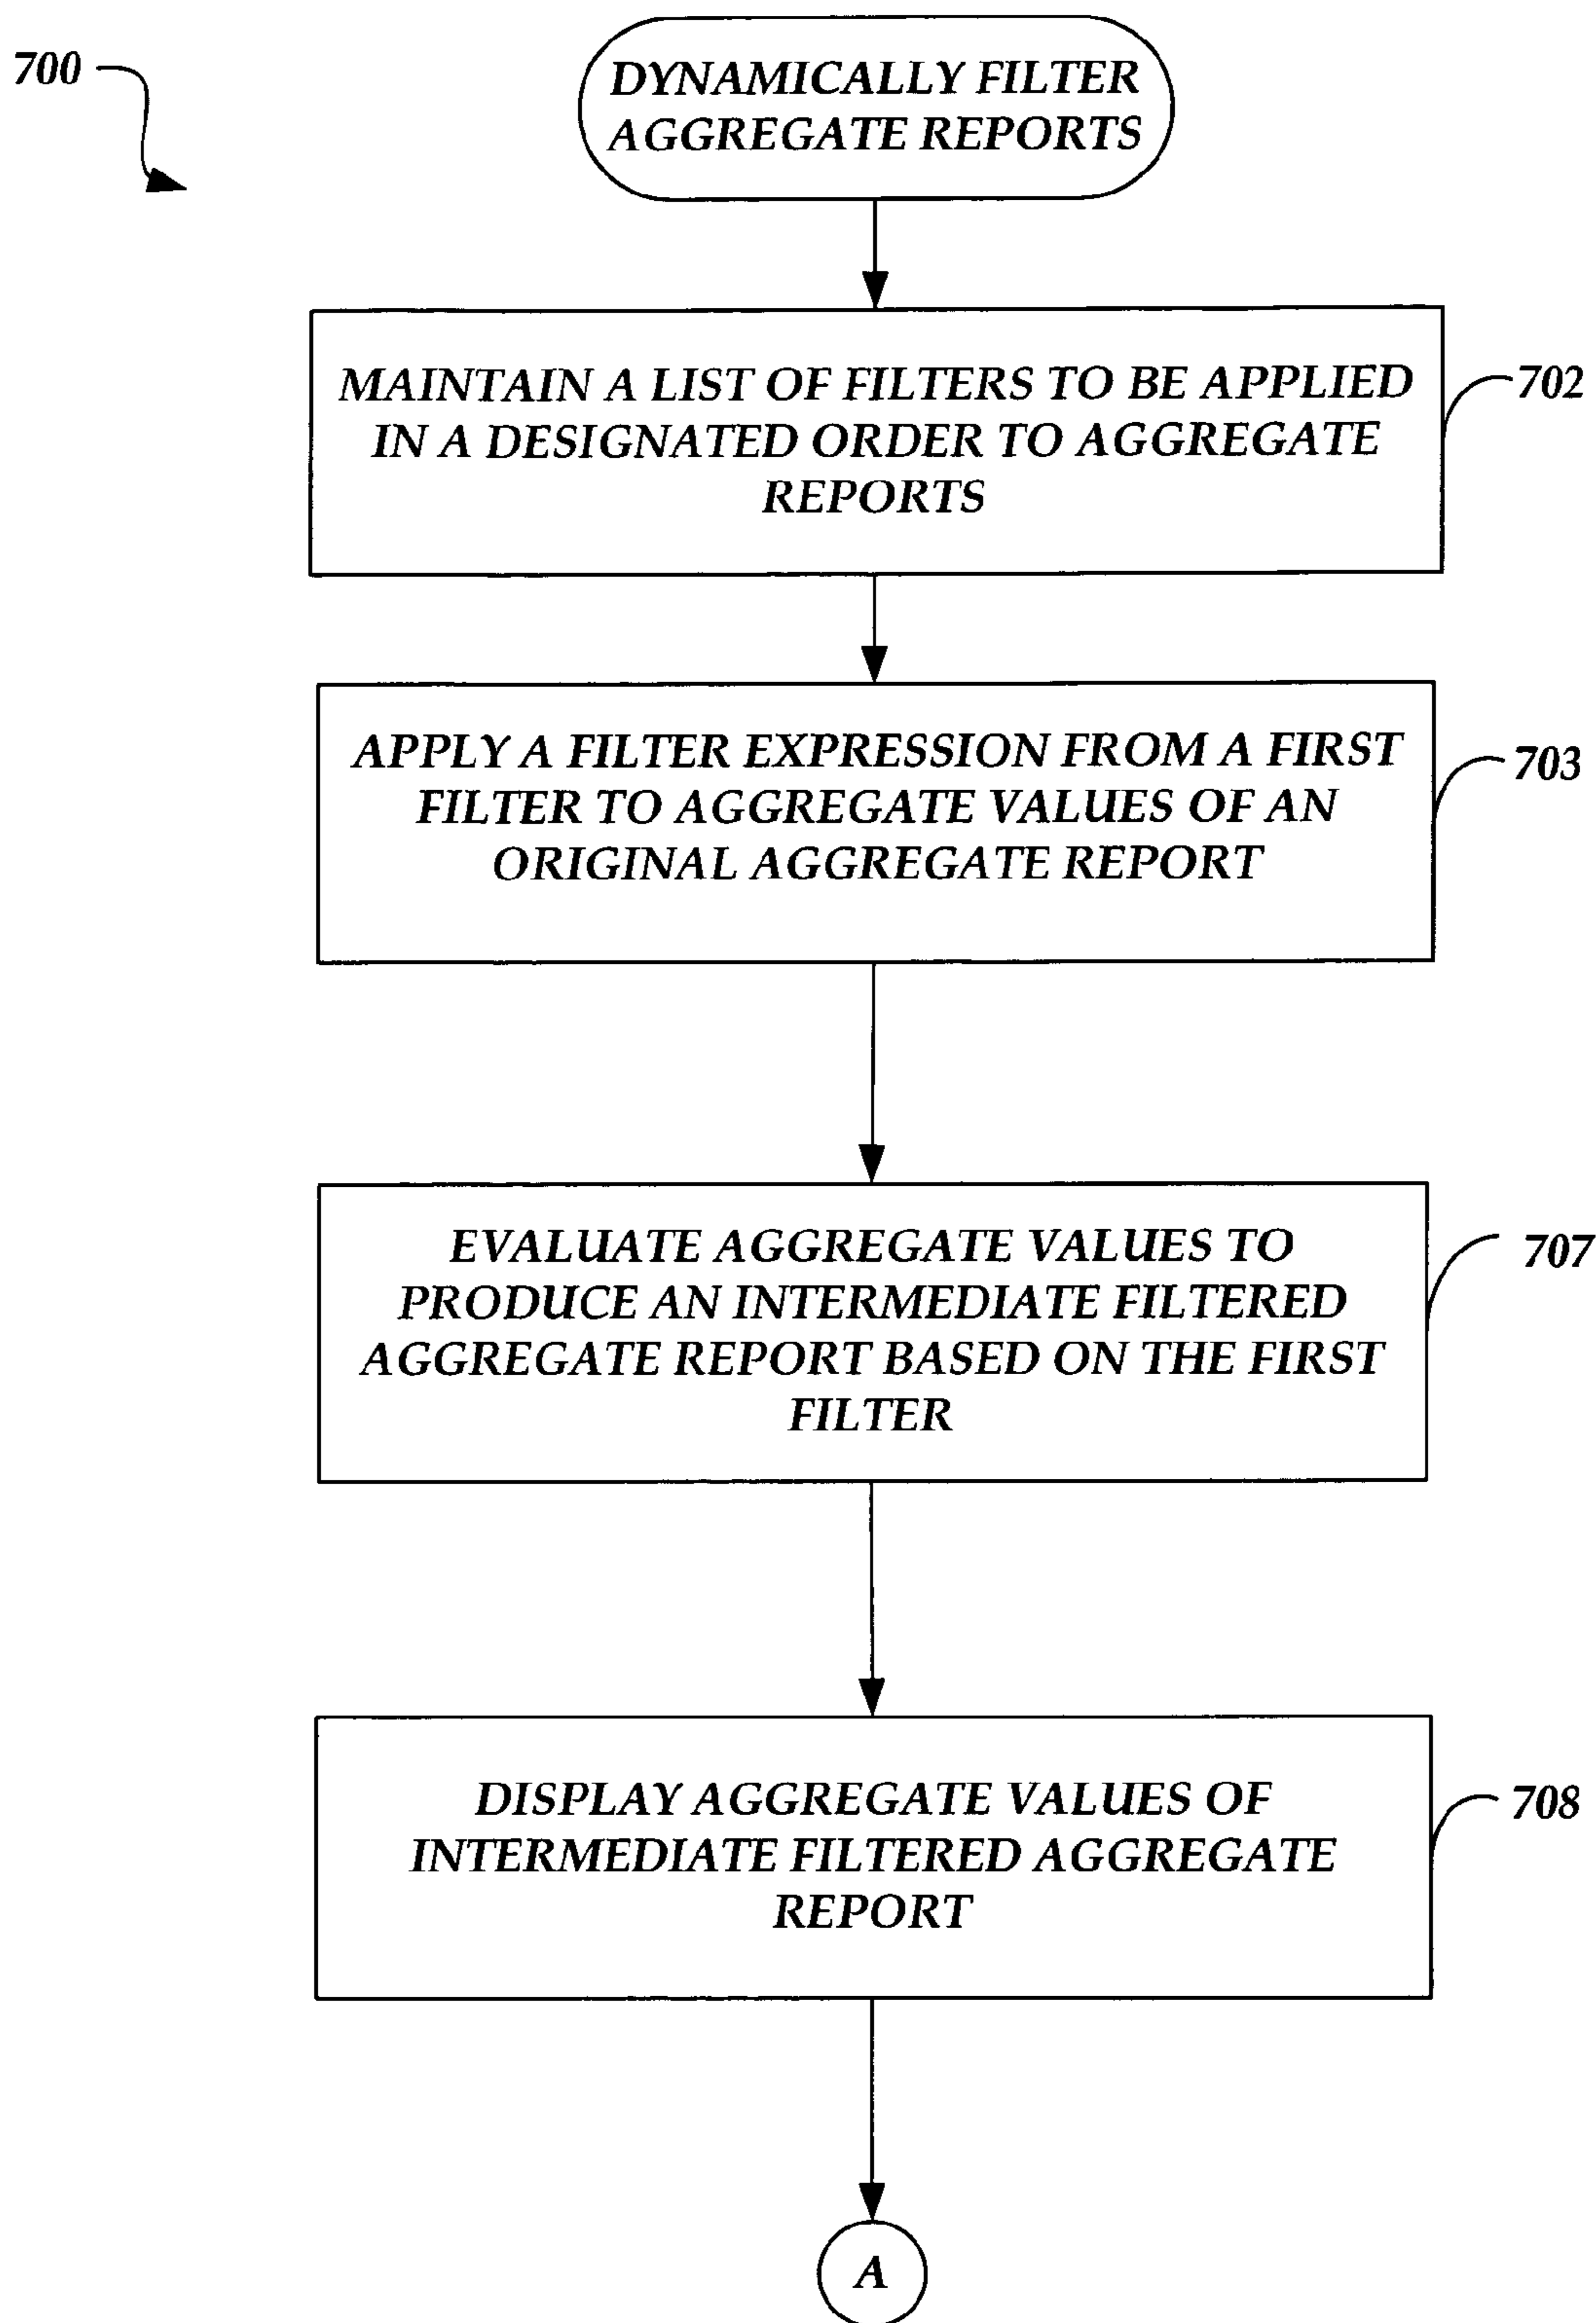 700
DYNAMICALLY FILTER
AGGREGATE REPORTS
MAINTAIN A LIST OF FILTERS TO BE APPLIED
IN A DESIGNATED ORDER TO AGGREGATE
REPORTS
702
APPLY A FILTER EXPRESSION FROM A FIRST
FILTER TO AGGREGATE VALUES OF AN
ORIGINAL AGGREGATE REPORT
703
EVALUATE AGGREGATE VALUES TO
PRODUCE AN INTERMEDIATE FILTERED
AGGREGATE REPORT BASED ON THE FIRST
FILTER
707
DISPLAY AGGREGATE VALUES OF
INTERMEDIATE FILTERED AGGREGATE
REPORT
708
A